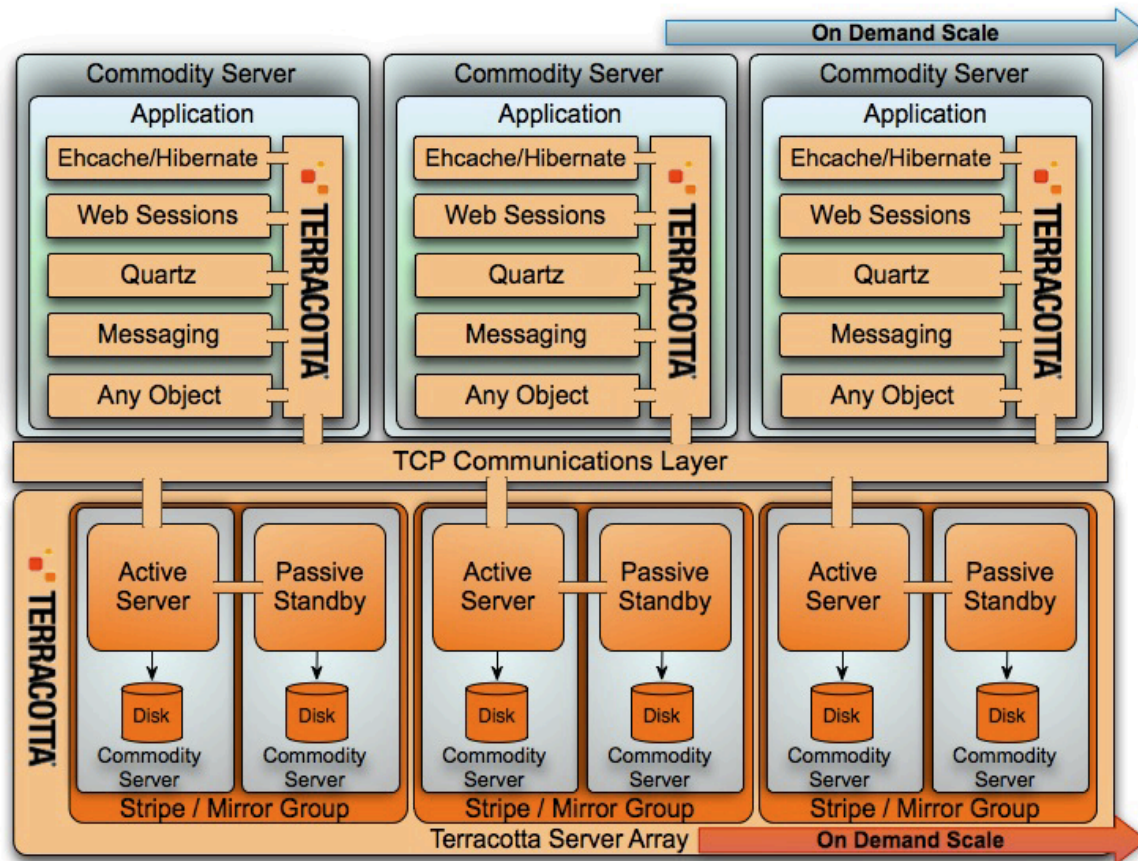 On Demand Scale
Commodity Server
Commodity Server
Commodity Server
Application
Application
Application
Ehcache/Hibernate
Web Sessions
Quartz
Messaging
Any Object
TERRACOTTA
Ehcache/Hibernate
Web Sessions
Quartz
Messaging
Any Object
TERRACOTTA
Ehcache/Hibernate
Web Sessions
Quartz
Messaging
Any Object
TERRACOTTA
TCP Communications Layer
TERRACOTTA
Active
Server
Passive
Standby
Active
Server
Passive
Standby
Active
Server
Passive
Standby
Disk
Disk
Disk
Disk
Disk
Disk
Commodity
Server
Commodity
Server
Commodity
Server
Commodity
Server
Commodity
Server
Commodity
Server
Stripe / Mirror Group
Stripe / Mirror Group
Stripe / Mirror Group
Terracotta Server Array
On Demand Scale